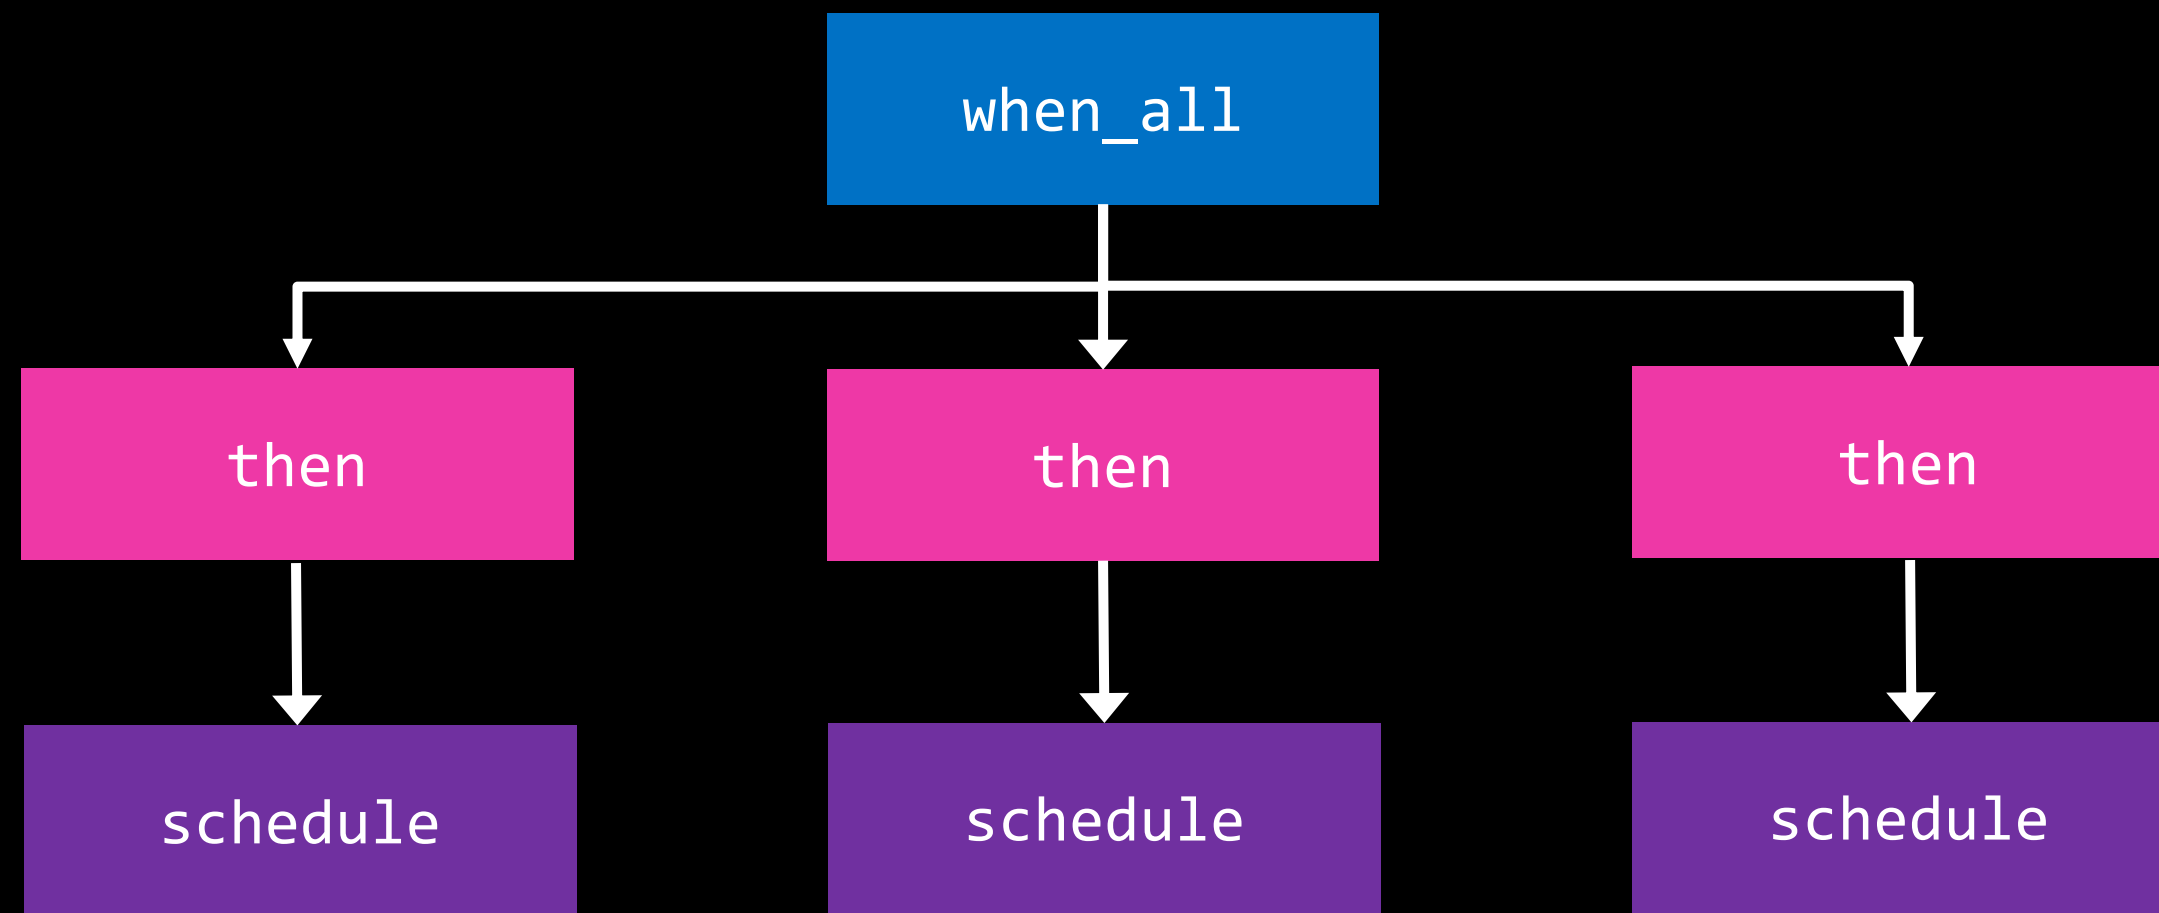 when_all
then
then
then
schedule
schedule
schedule